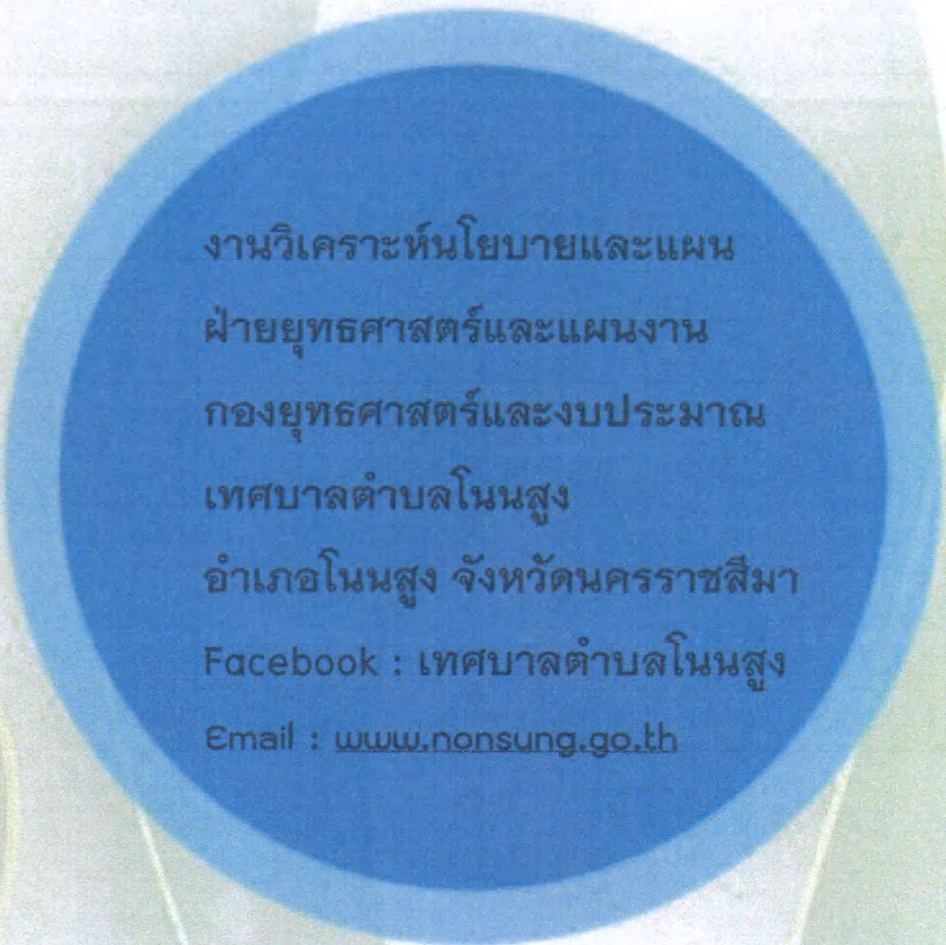 งานวิเคราะห์นโยบายและแผน
ฝ่ายยุทธศาสตร์และแผนงาน
กองยุทธศาสตร์และงบประมาณ
เทศบาลตำบลโนนสูง
อำเภอโนนสูง จังหวัดนครราชสีมา
Facebook : เทศบาลตำบลโนนสูง
Email : www.nonsung.go.th